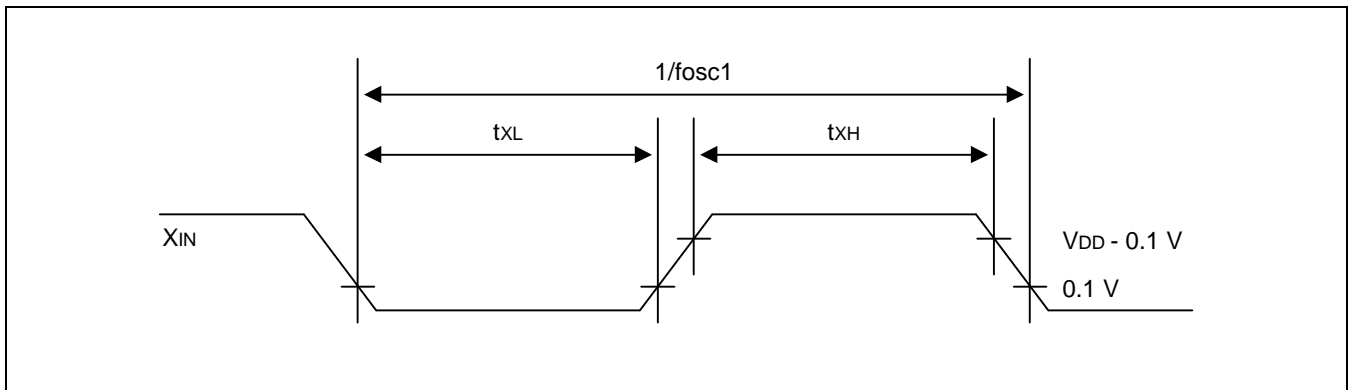 1/fosc1
tXL
tXH
XIN
VDD - 0.1 V
0.1 V